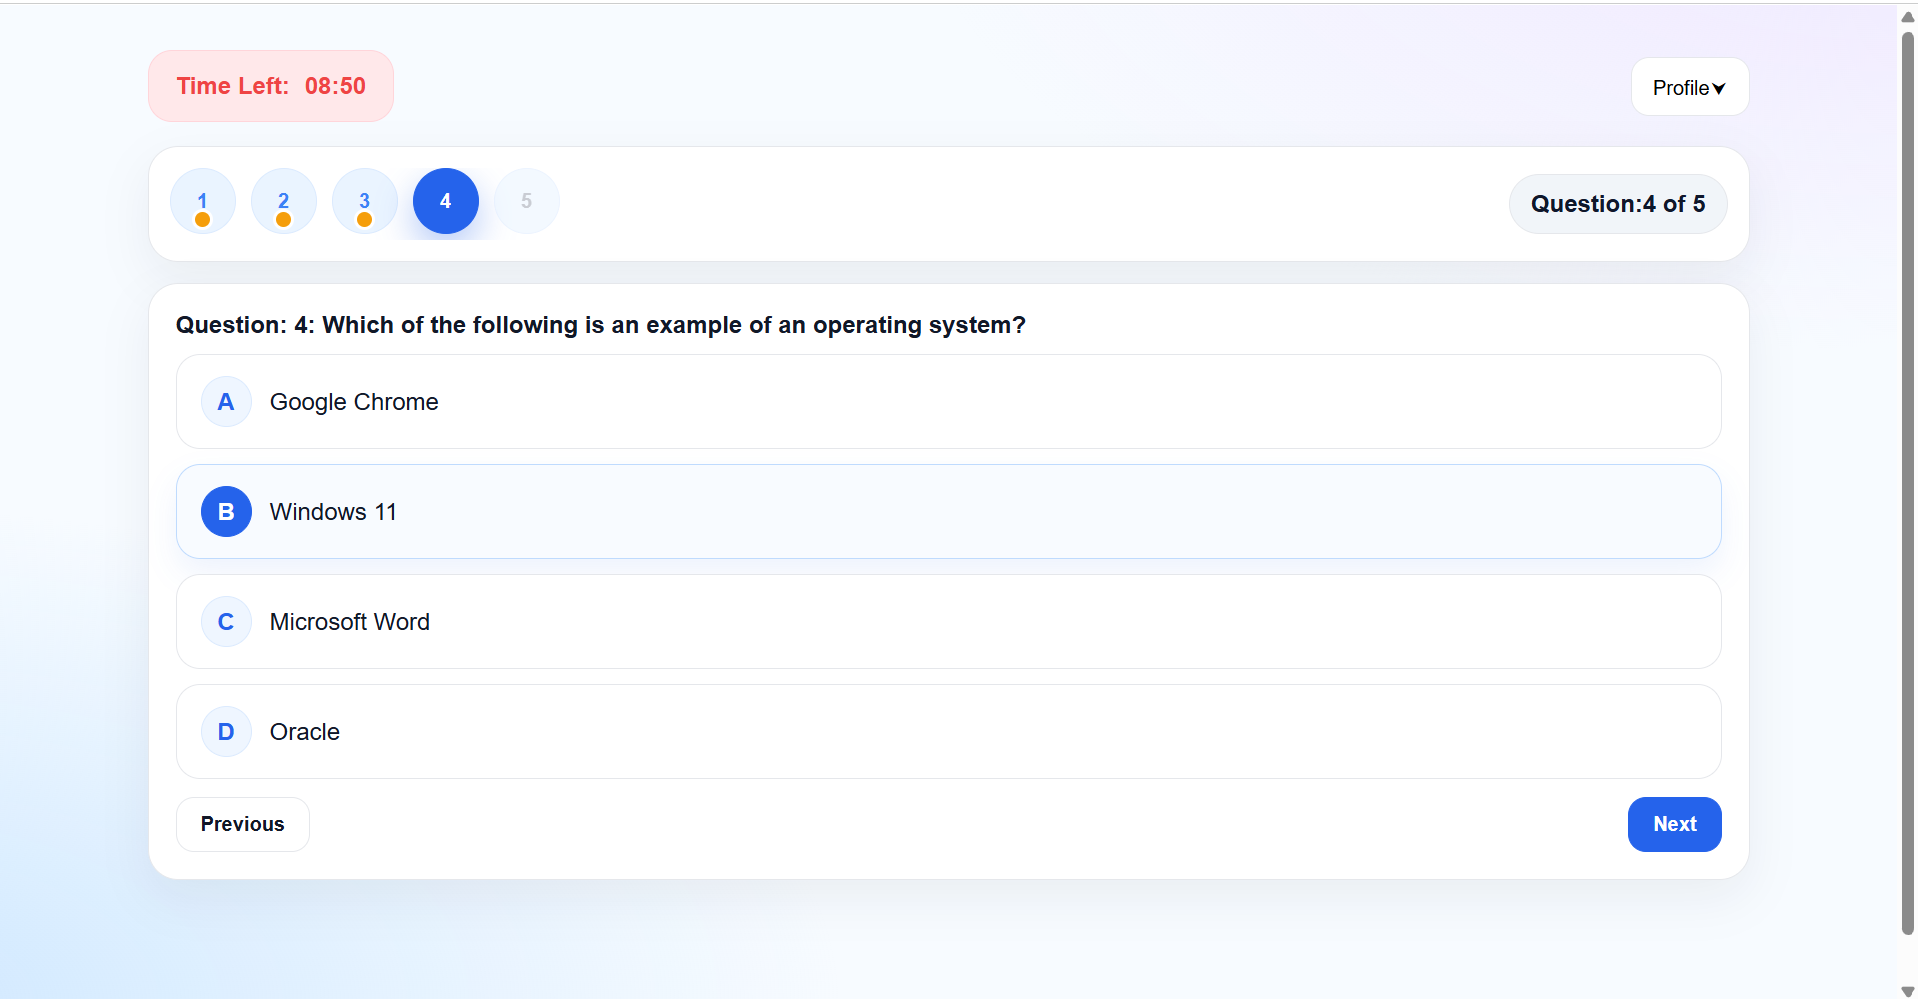 Time Left: 08:50
Profile
1 2 3 4 5
Question:4 of 5
Question: 4: Which of the following is an example of an operating system?
A Google Chrome
B Windows 11
C Microsoft Word
D Oracle
Previous
Next